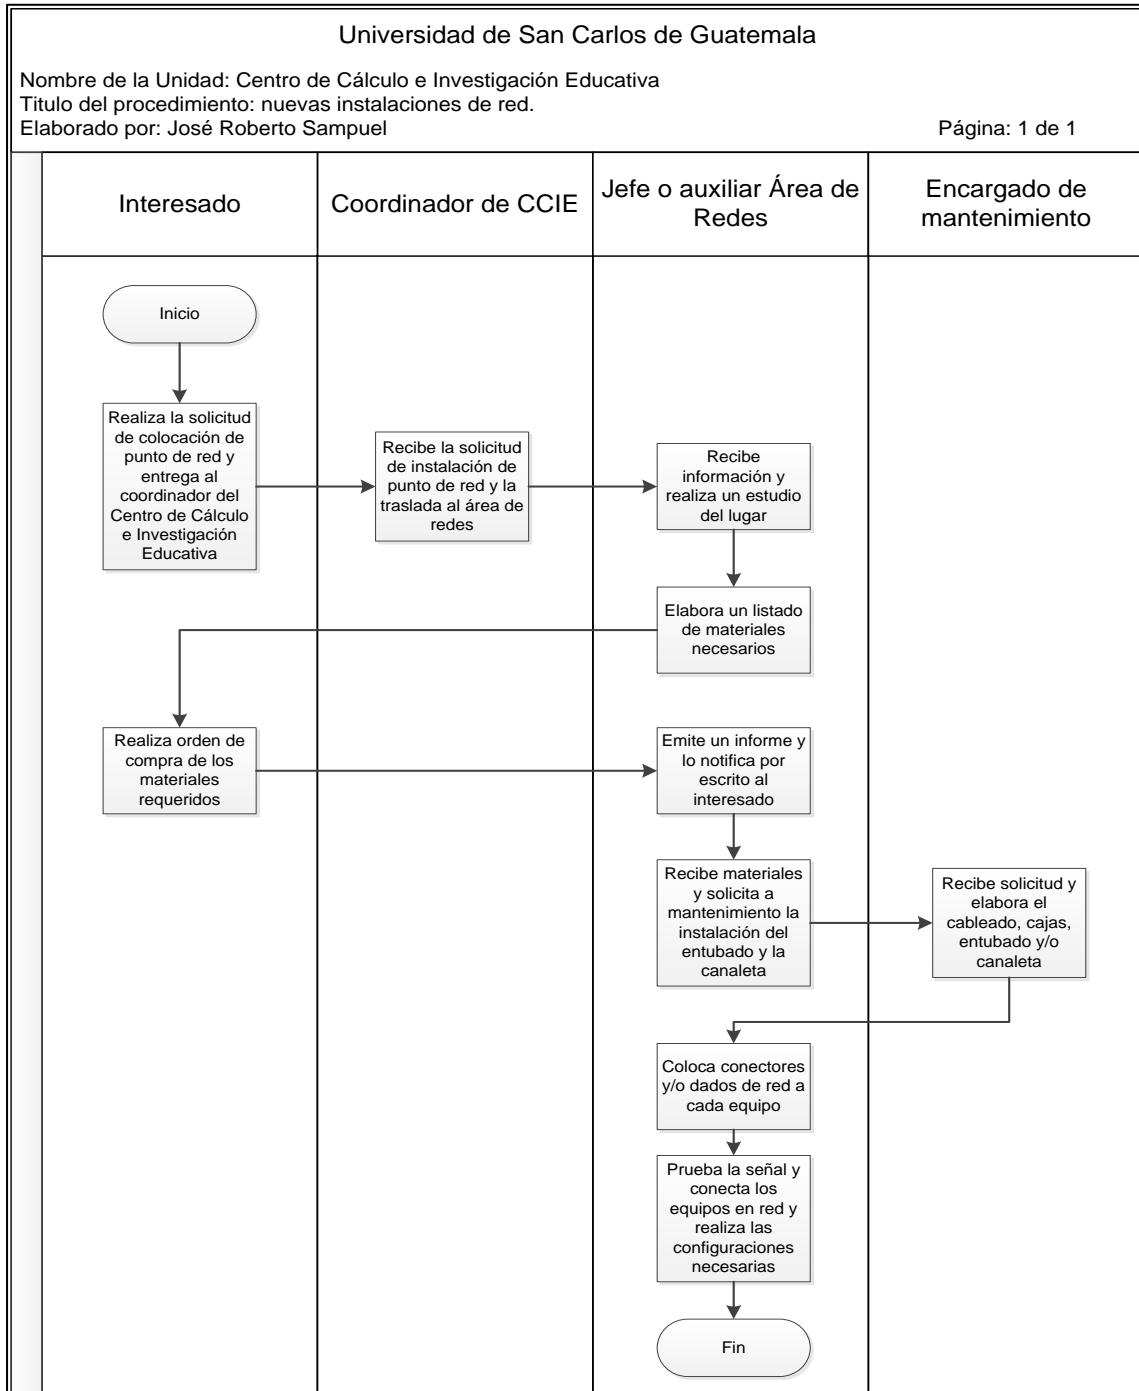 Universidad de San Carlos de Guatemala
Nombre de la Unidad: Centro de Cálculo e Investigación Educativa
Titulo del procedimiento: nuevas instalaciones de red.
Elaborado por: José Roberto Sampuel
Página: 1 de 1
Interesado
Coordinador de CCIE
Jefe o auxiliar Área de
Redes
Encargado de
mantenimiento
Inicio
Realiza la solicitud
de colocación de
punto de red y
entrega al
coordinador del
Centro de Cálculo
e Investigación
Educativa
Recibe la solicitud
de instalación de
punto de red y la
traslada al área de
redes
Recibe
información y
realiza un estudio
del lugar
Elabora un listado
de materiales
necesarios
Realiza orden de
compra de los
materiales
requeridos
Emite un informe y
lo notifica por
escrito al
interesado
Recibe materiales
y solicita a
mantenimiento la
instalación del
entubado y la
canaleta
Recibe solicitud y
elabora el
cableado, cajas,
entubado y/o
canaleta
Coloca conectores
y/o dados de red a
cada equipo
Prueba la señal y
conecta los
equipos en red y
realiza las
configuraciones
necesarias
Fin